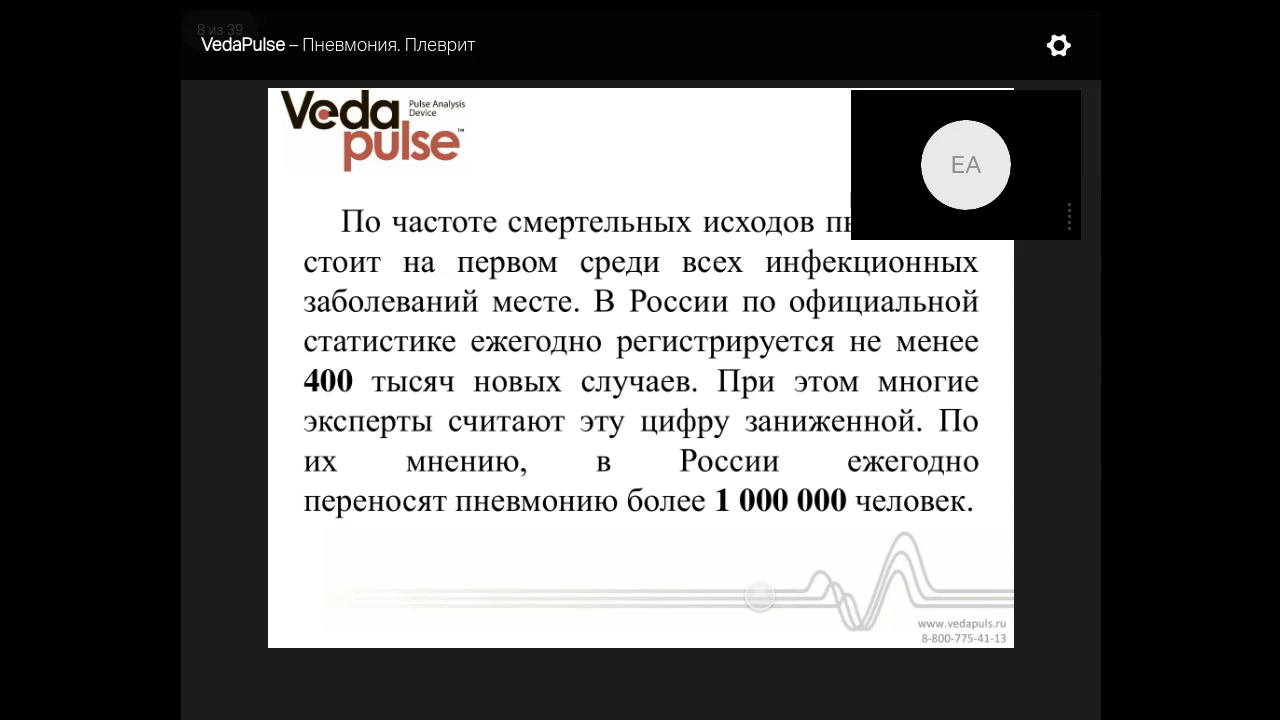 8 из 39
VedaPulse – Пневмония. Плеврит
Veda
Pulse Analysis
Device
pulse™
EA
По частоте смертельных исходов
стоит на первом среди всех инфекционных
заболеваний месте. В России по официальной
статистике ежегодно регистрируется не менее
400 тысяч новых случаев. При этом многие
эксперты считают эту цифру заниженной. По
их мнению, в России ежегодно
переносят пневмонию более 1 000 000 человек.
www.vedapuls.ru
8-800-775-41-13